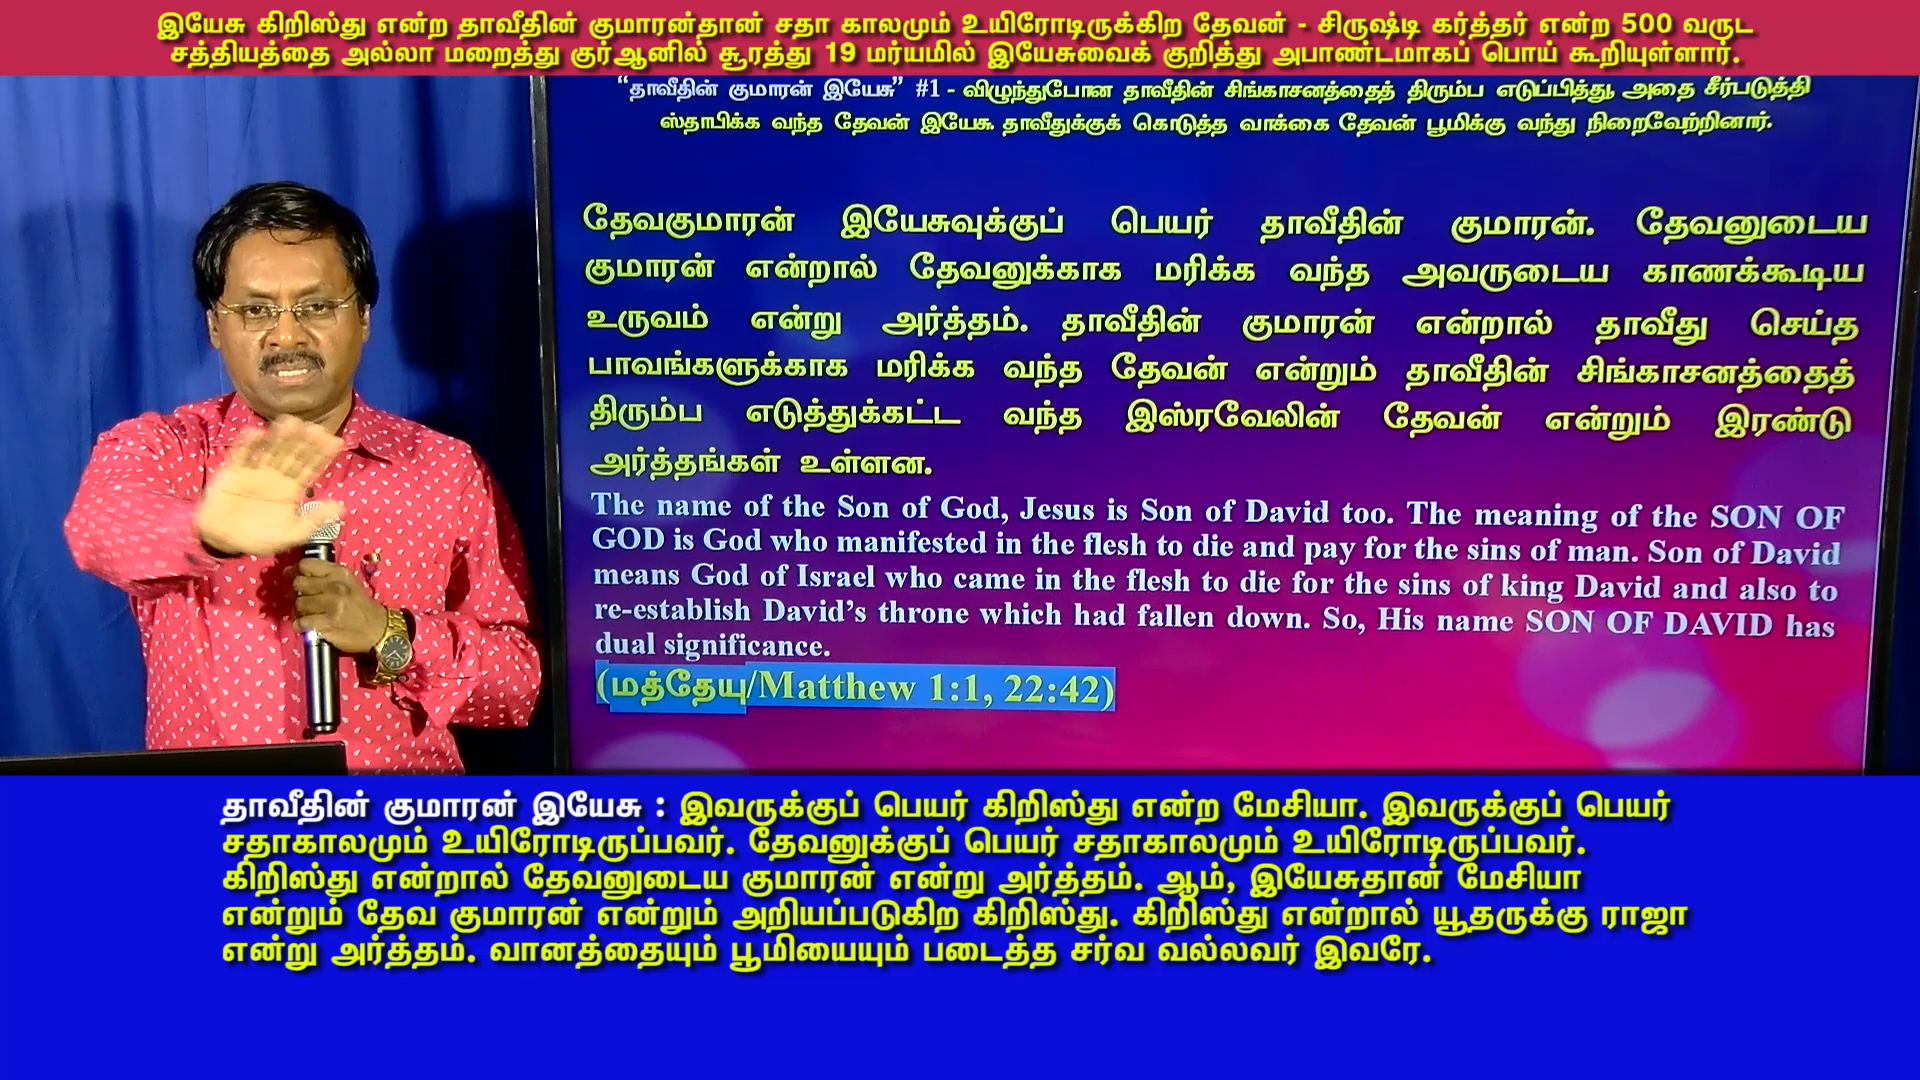 இயேசு கிறிஸ்து என்ற தாவீதின் குமாரன்தான் சதா காலமும் உயிரோடிருக்கிற தேவன் - சிருஷ்டி கர்த்தர் என்ற 500 வருட
சத்தியத்தை அல்லா மறைத்து குர்ஆனில் சூரத்து 19 மர்யமில் இயேசுவைக் குறித்து அபாண்டமாகப் பொய் கூறியுள்ளார்.
“தாவீதின் குமாரன் இயேசு” #1 - விழுந்துபோன தாவீதின் சிங்காசனத்தைத் திரும்ப எடுப்பித்து, அதை சீர்படுத்தி
ஸ்தாபிக்க வந்த தேவன் இயேசு. தாவீதுக்குக் கொடுத்த வாக்கை தேவன் பூமிக்கு வந்து நிறைவேற்றினார்.
தேவகுமாரன் இயேசுவுக்குப் பெயர் தாவீதின் குமாரன். தேவனுடைய
குமாரன் என்றால் தேவனுக்காக மரிக்க வந்த அவருடைய காணக்கூடிய
உருவம் என்று அர்த்தம். தாவீதின் குமாரன் என்றால் தாவீது செய்த
பாவங்களுக்காக மரிக்க வந்த தேவன் என்றும் தாவீதின் சிங்காசனத்தைத்
திரும்ப எடுத்துக்கட்ட வந்த இஸ்ரவேலின் தேவன் என்றும் இரண்டு
அர்த்தங்கள் உள்ளன.
The name of the Son of God, Jesus is Son of David too. The meaning of the SON OF
GOD is God who manifested in the flesh to die and pay for the sins of man. Son of David
means God of Israel who came in the flesh to die for the sins of king David and also to
re-establish David’s throne which had fallen down. So, His name SON OF DAVID has
dual significance.
(மத்தேயு/Matthew 1:1, 22:42)
தாவீதின் குமாரன் இயேசு : இவருக்குப் பெயர் கிறிஸ்து என்ற மேசியா. இவருக்குப் பெயர்
சதாகாலமும் உயிரோடிருப்பவர். தேவனுக்குப் பெயர் சதாகாலமும் உயிரோடிருப்பவர்.
கிறிஸ்து என்றால் தேவனுடைய குமாரன் என்று அர்த்தம். ஆம், இயேசுதான் மேசியா
என்றும் தேவ குமாரன் என்றும் அறியப்படுகிற கிறிஸ்து. கிறிஸ்து என்றால் யூதருக்கு ராஜா
என்று அர்த்தம். வானத்தையும் பூமியையும் படைத்த சர்வ வல்லவர் இவரே.